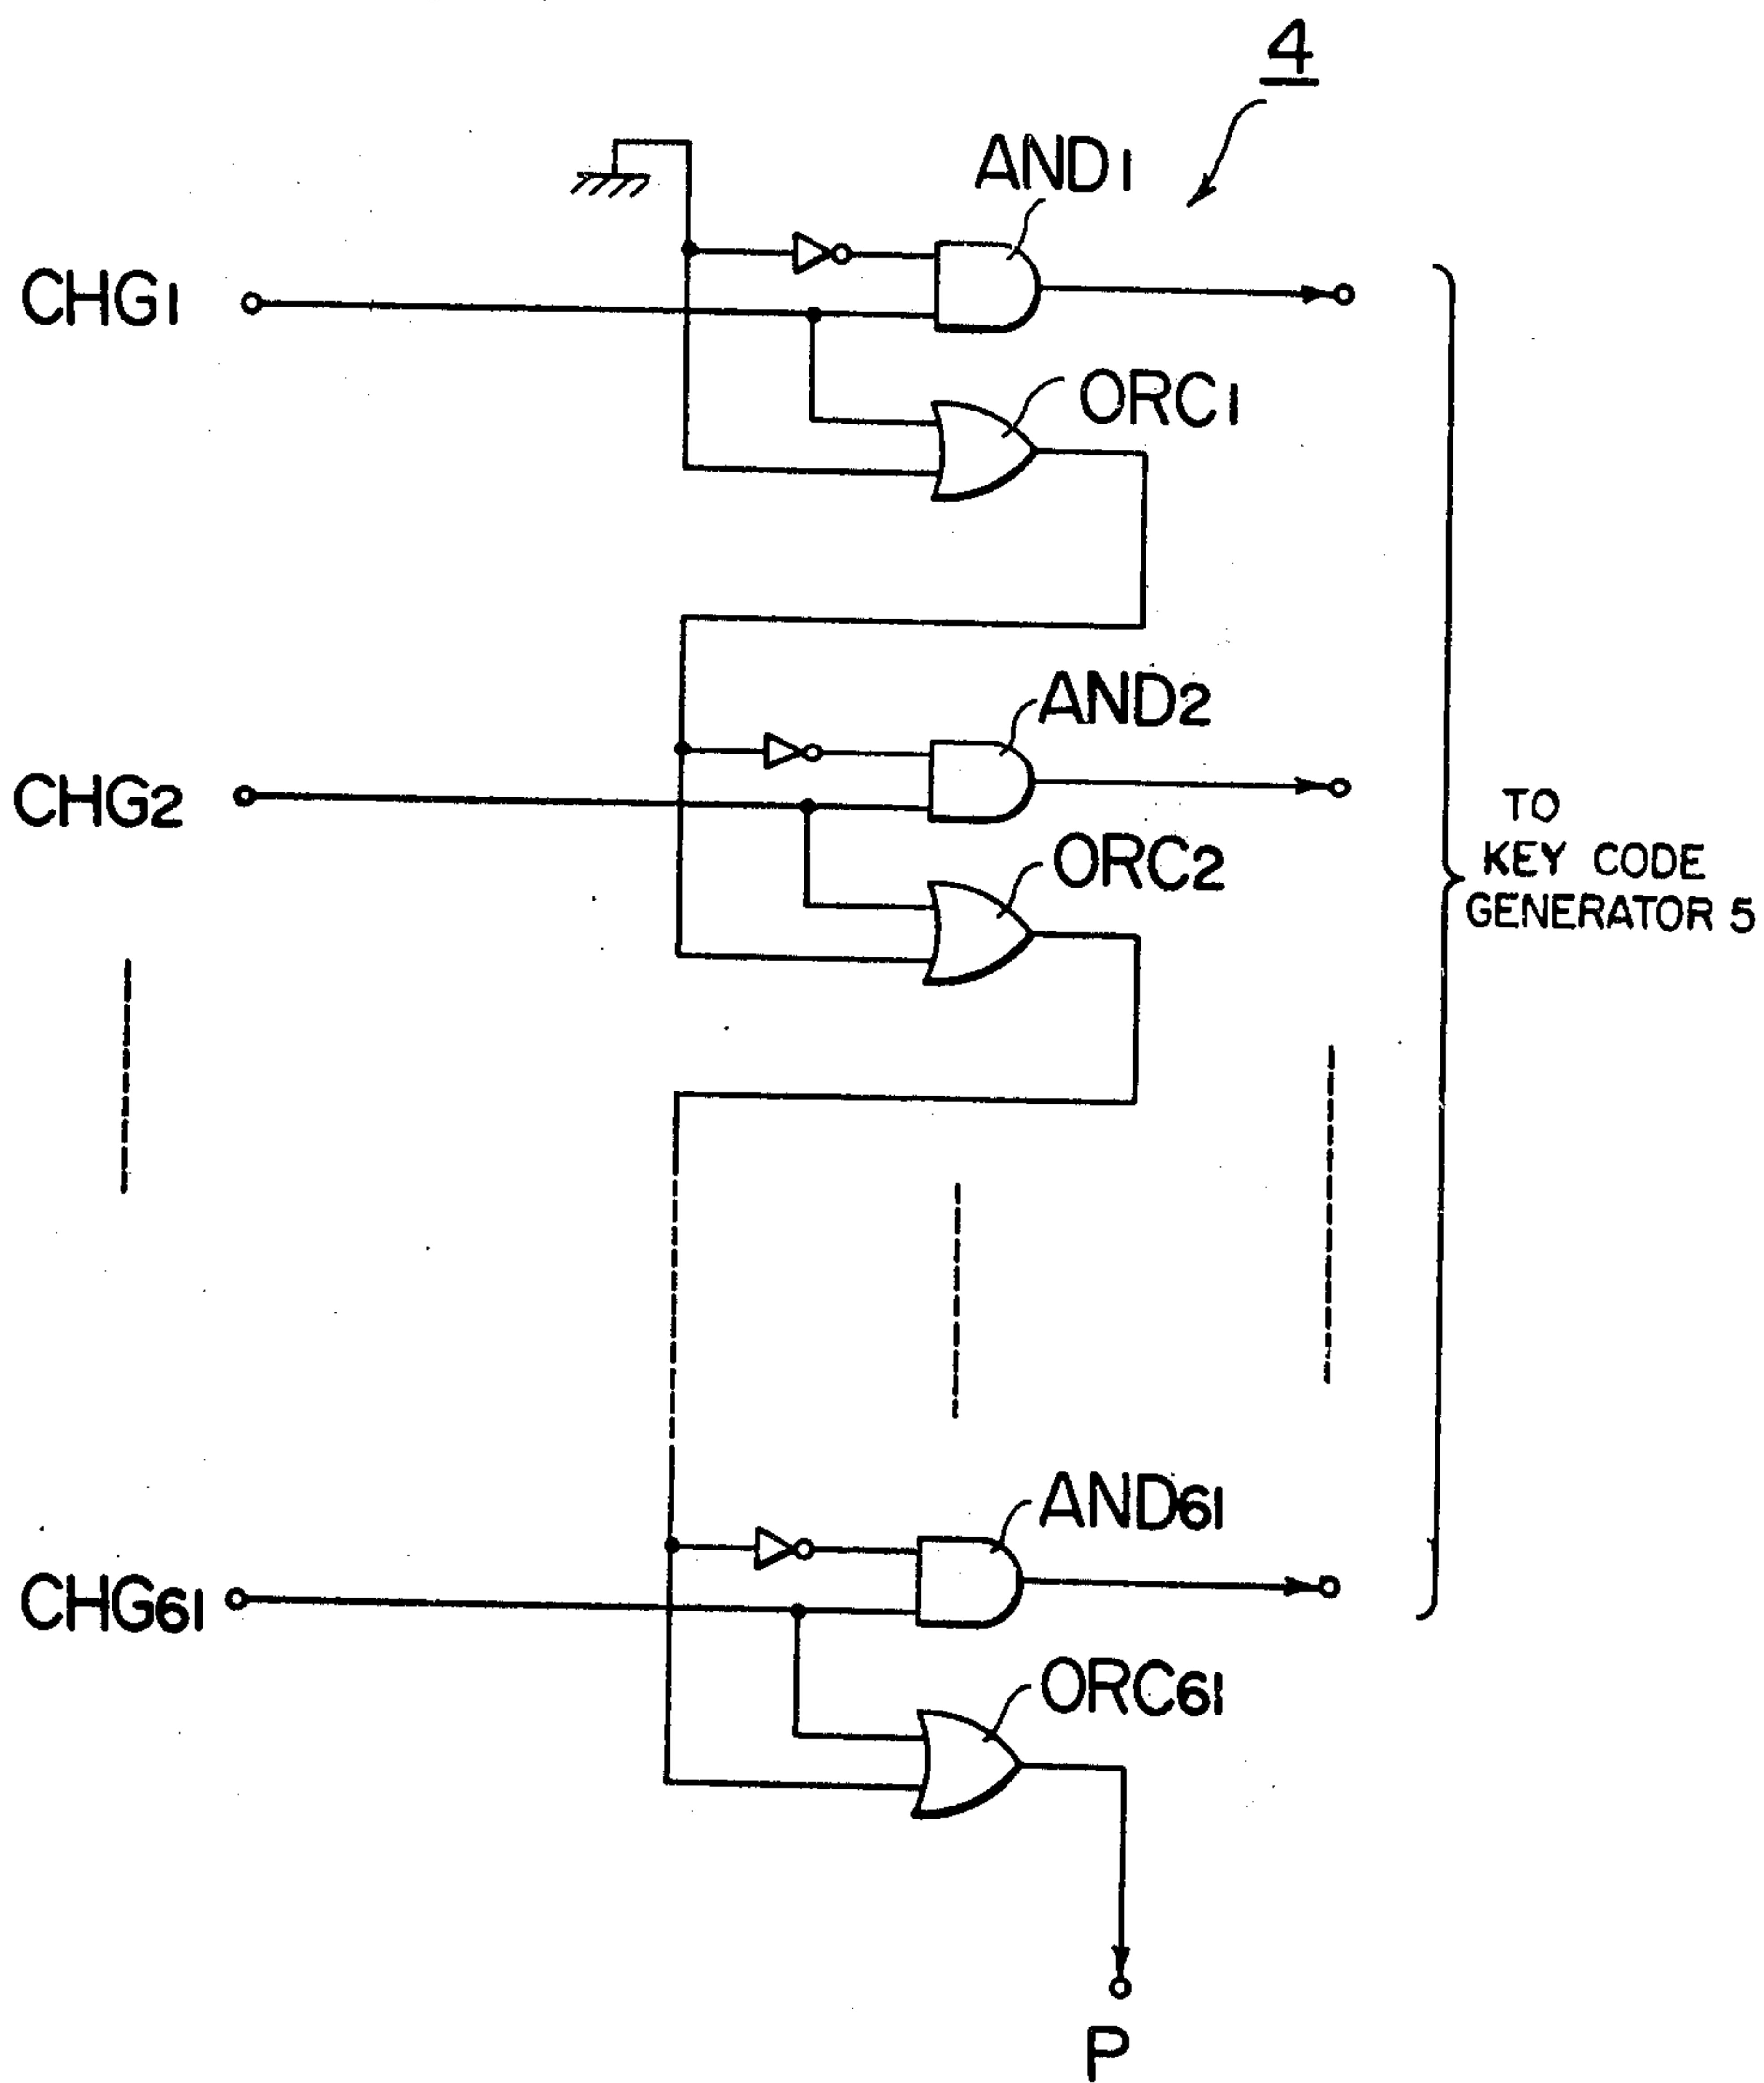 4
AND1
CHG1
ORC1
AND2
CHG2
TO
KEY CODE
GENERATOR 5
ORC2
AND61
CHG61
ORC61
P